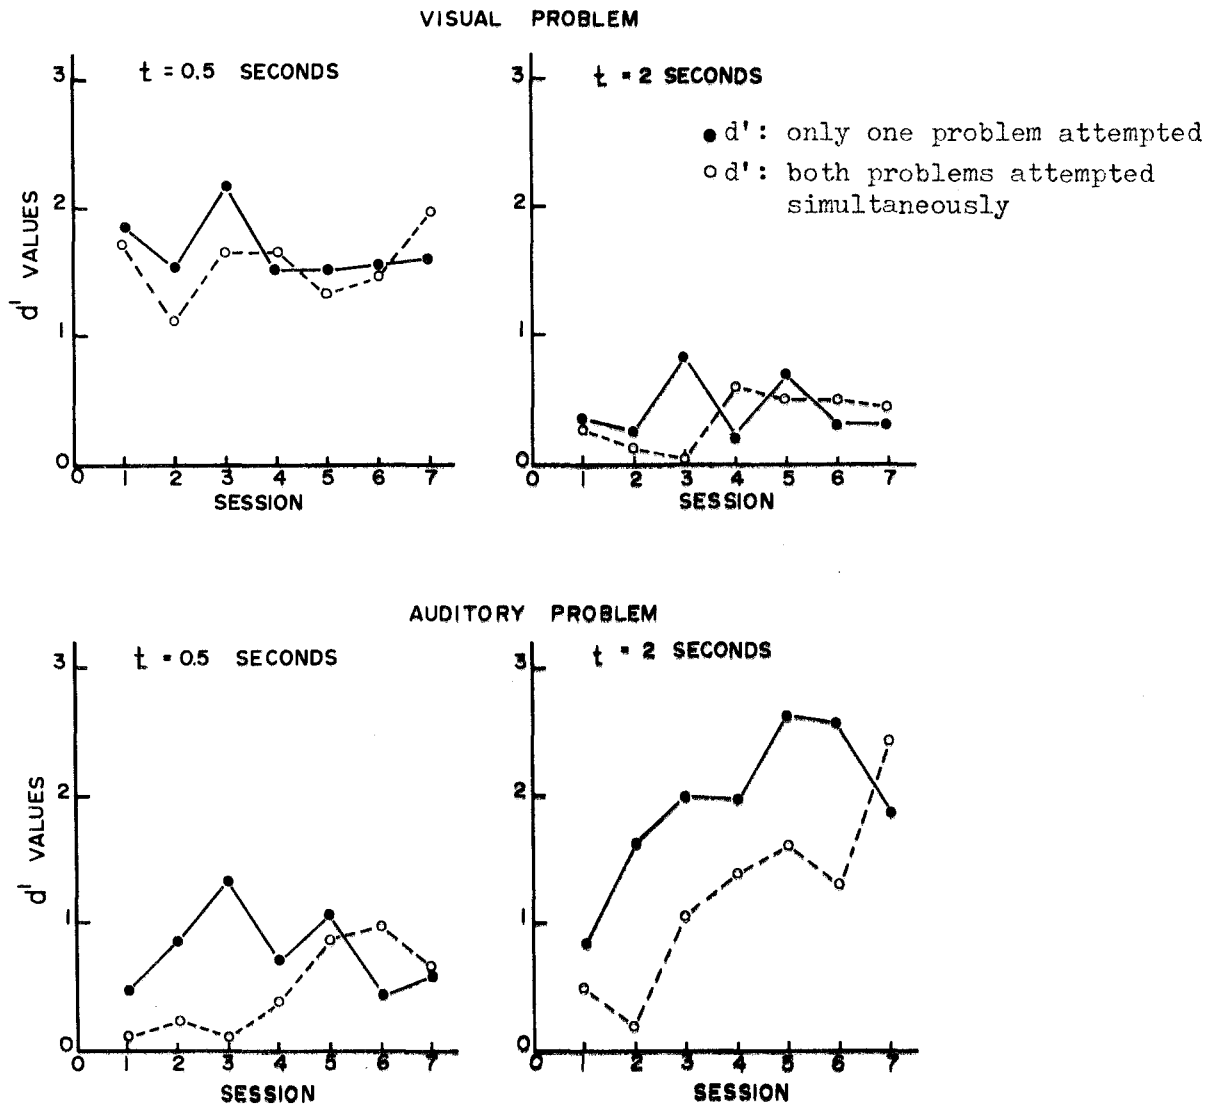 VISUAL PROBLEM
t = 0.5 SECONDS
t = 2 SECONDS
● d': only one problem attempted
○ d': both problems attempted
simultaneously
d' VALUES
3
2
1
0
0 1 2 3 4 5 6 7
SESSION
3
2
1
0
0 1 2 3 4 5 6 7
SESSION
AUDITORY PROBLEM
t = 0.5 SECONDS
t = 2 SECONDS
d' VALUES
3
2
1
0
0 1 2 3 4 5 6 7
SESSION
3
2
1
0
0 1 2 3 4 5 6 7
SESSION